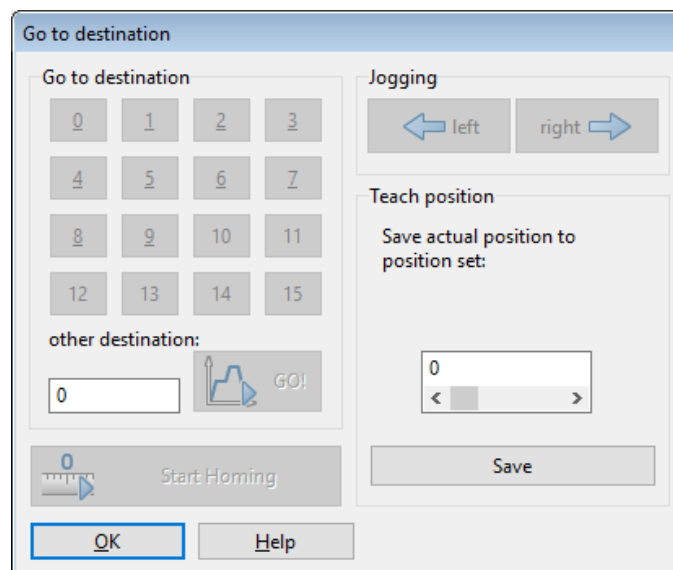 Go to destination
Go to destination
0 1 2 3
4 5 6 7
8 9 10 11
12 13 14 15
other destination:
0
GO!
0
Start Homing
OK
Help
Jogging
left
right
Teach position
Save actual position to
position set:
0
Save